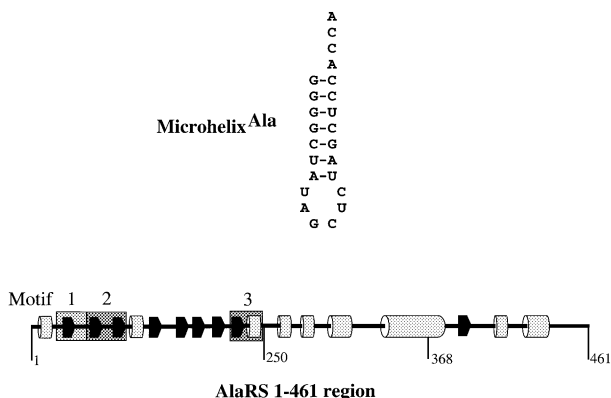 A
C
C
A
G – C
G – C
G – U
Microhelix Ala
G – C
C – G
U – A
A – U
U C
A U
G C
Motif 1 2 3
1 250 368 461
AlaRS 1-461 region